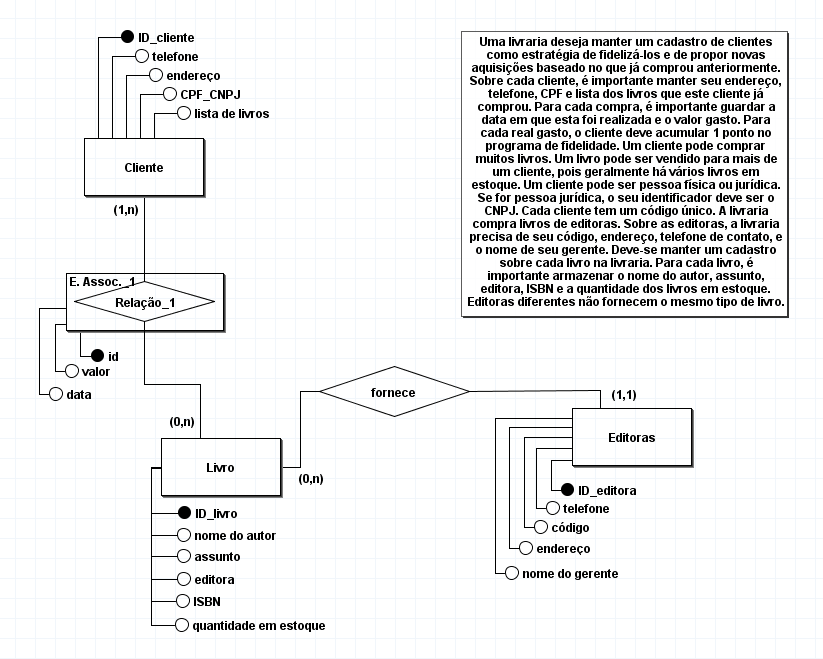 ID_cliente
telefone
endereço
CPF_CNPJ
lista de livros
Cliente
(1,n)
E. Assoc._1
Relação_1
id
valor
data
(0,n)
Livro
(0,n)
ID_livro
nome do autor
assunto
editora
ISBN
quantidade em estoque
fornece
(1,1)
Editoras
ID_editora
telefone
código
endereço
nome do gerente
Uma livraria deseja manter um cadastro de clientes
como estratégia de fidelizá-los e de propor novas
aquisições baseado no que já comprou anteriormente.
Sobre cada cliente, é importante manter seu endereço,
telefone, CPF e lista dos livros que este cliente já
comprou. Para cada compra, é importante guardar a
data em que esta foi realizada e o valor gasto. Para
cada real gasto, o cliente deve acumular 1 ponto no
programa de fidelidade. Um cliente pode comprar
muitos livros. Um livro pode ser vendido para mais de
um cliente, pois geralmente há vários livros em
estoque. Um cliente pode ser pessoa física ou jurídica.
Se for pessoa jurídica, o seu identificador deve ser o
CNPJ. Cada cliente tem um código único. A livraria
compra livros de editoras. Sobre as editoras, a livraria
precisa de seu código, endereço, telefone de contato, e
o nome de seu gerente. Deve-se manter um cadastro
sobre cada livro na livraria. Para cada livro, é
importante armazenar o nome do autor, assunto,
editora, ISBN e a quantidade dos livros em estoque.
Editoras diferentes não fornecem o mesmo tipo de livro.